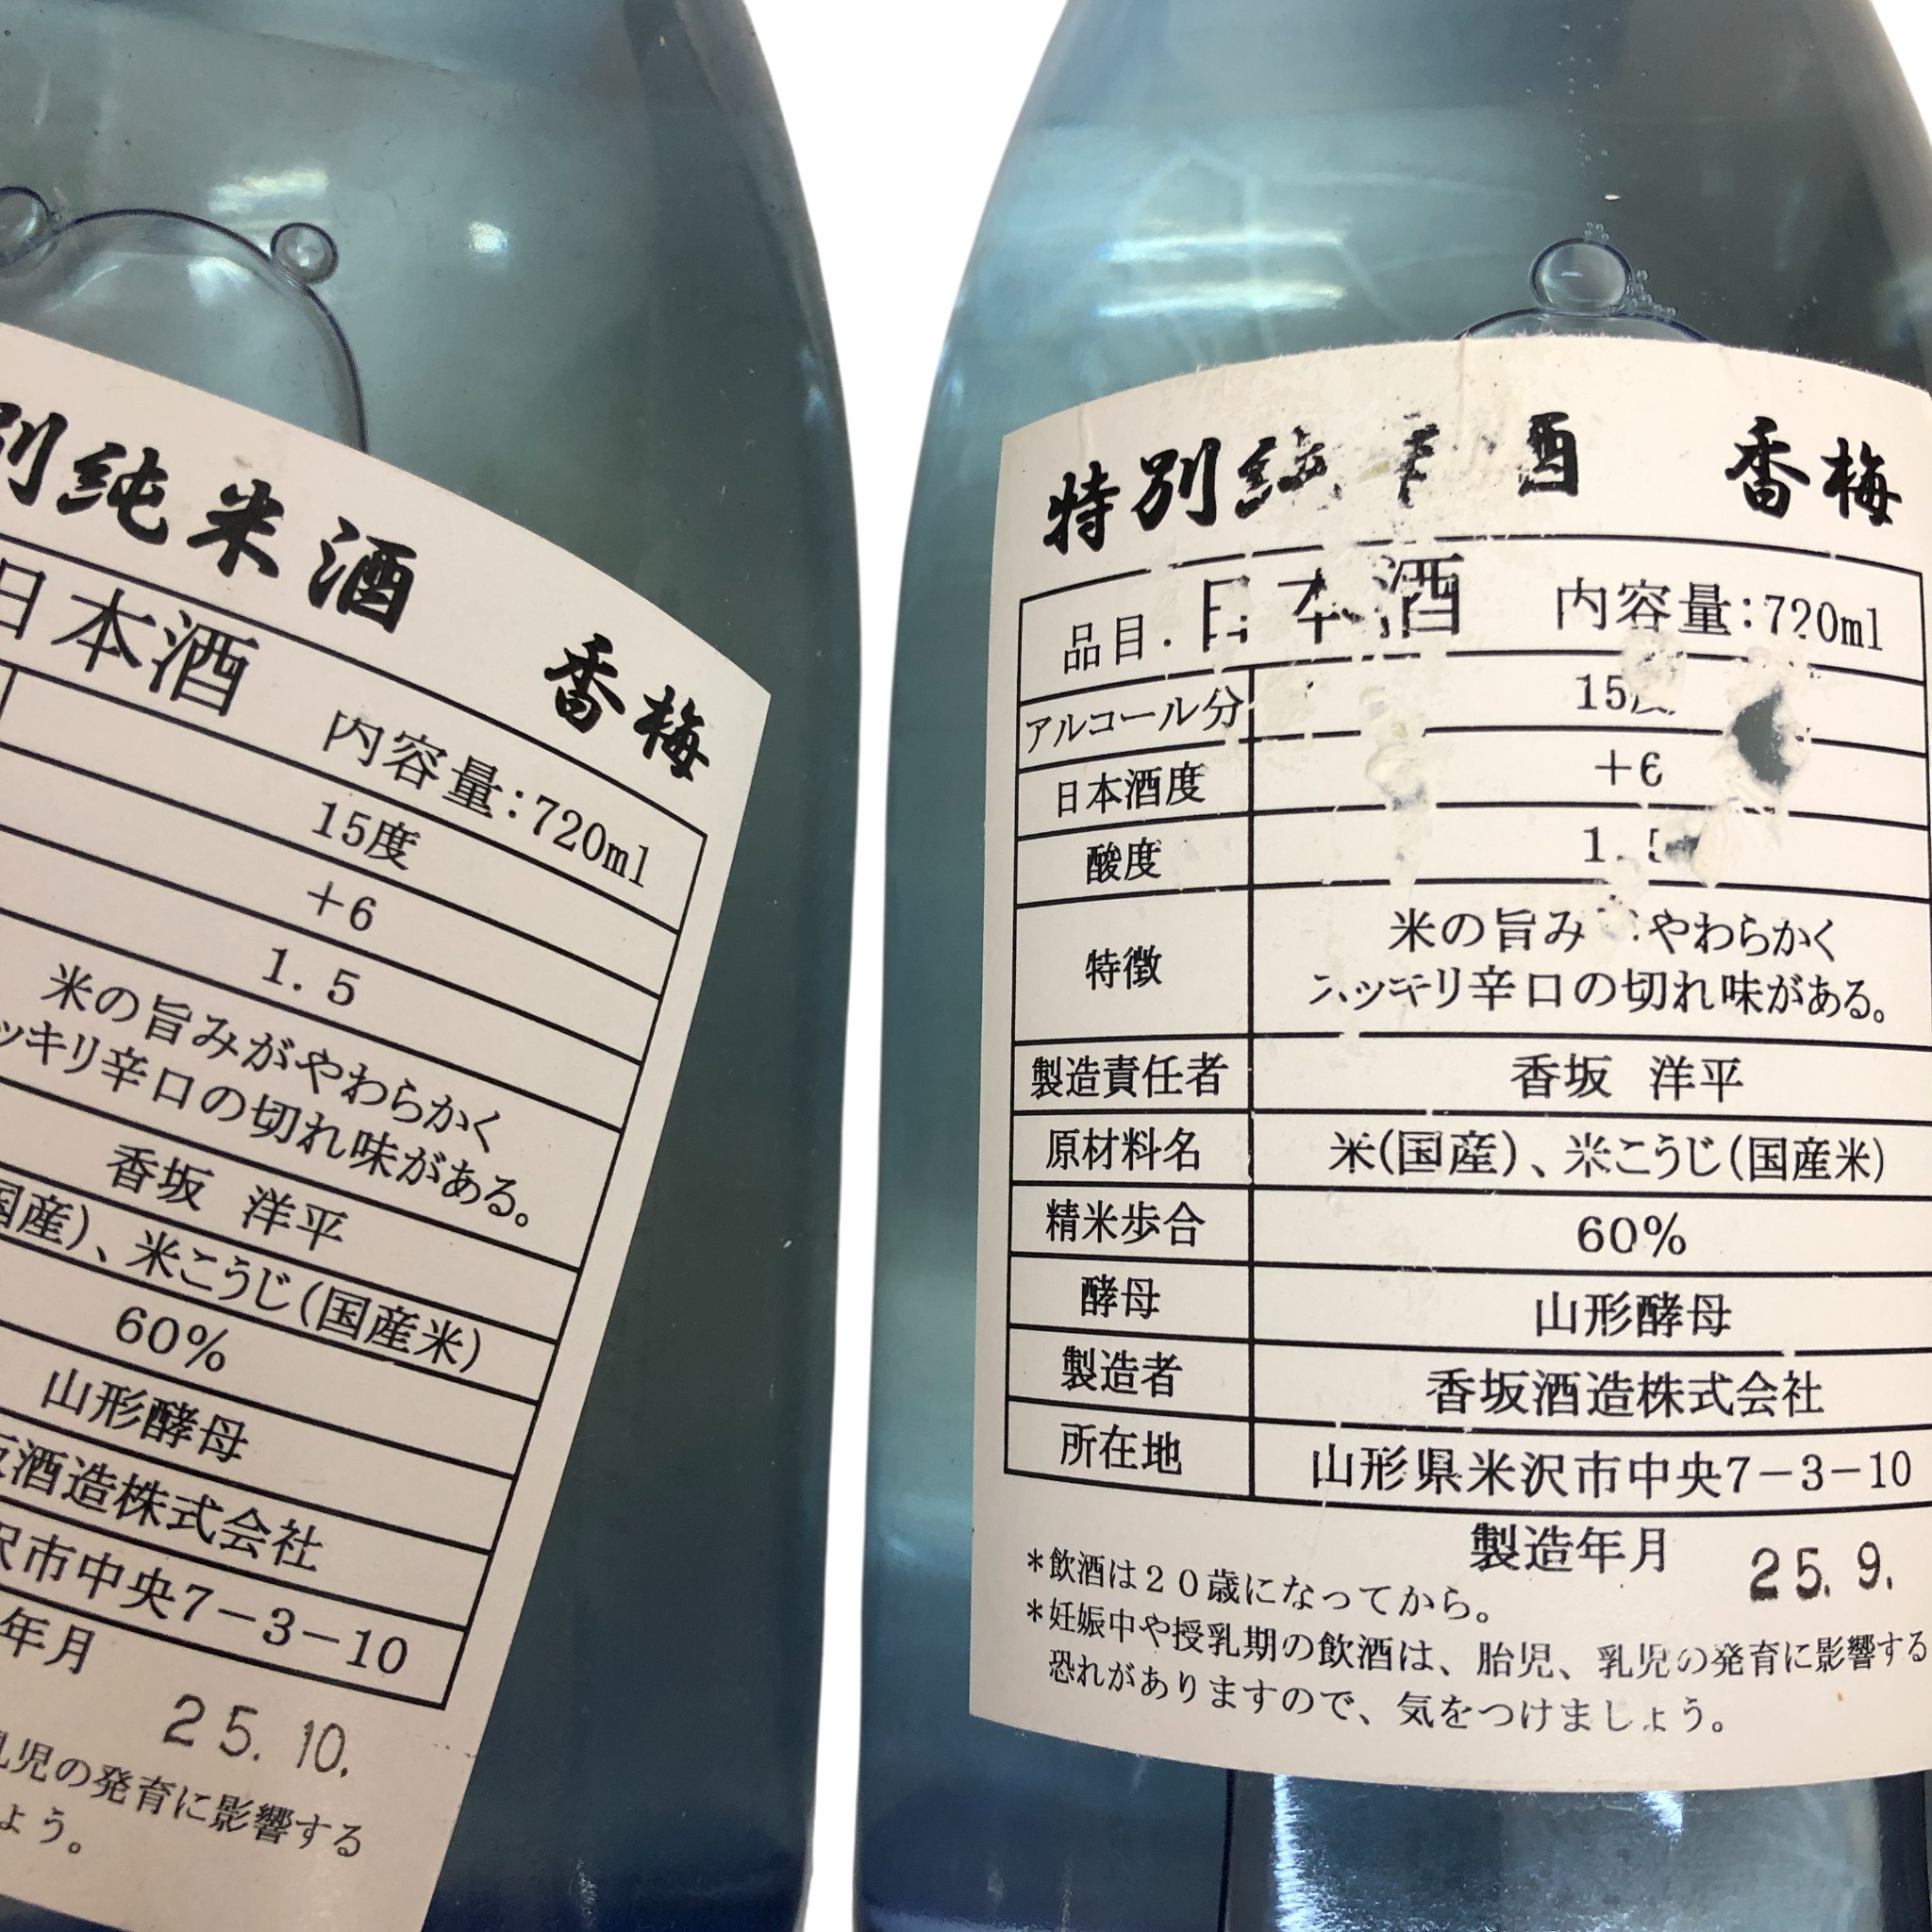 別純米酒 香梅
日本酒 内容量:720ml
15度
+6
1.5
米の旨みがやわらかく
ッキリ辛口の切れ味がある。
香坂 洋平
国産)、米こうじ(国産米)
60%
山形酵母
酒造株式会社
沢市中央7-3-10
年月
25.10.
乳児の発育に影響する
ょう。
特別 酒 香梅
品目. 日本酒 内容量:720ml
アルコール分 15
日本酒度 +6
酸度 1.
特徴 米の旨み やわらかく
スッキリ辛口の切れ味がある。
製造責任者 香坂 洋平
原材料名 米(国産)、米こうじ(国産米)
精米歩合 60%
酵母 山形酵母
製造者 香坂酒造株式会社
所在地 山形県米沢市中央7-3-10
製造年月 25.9.
*飲酒は20歳になってから。
*妊娠中や授乳期の飲酒は、胎児、乳児の発育に影響する
恐れがありますので、気をつけましょう。